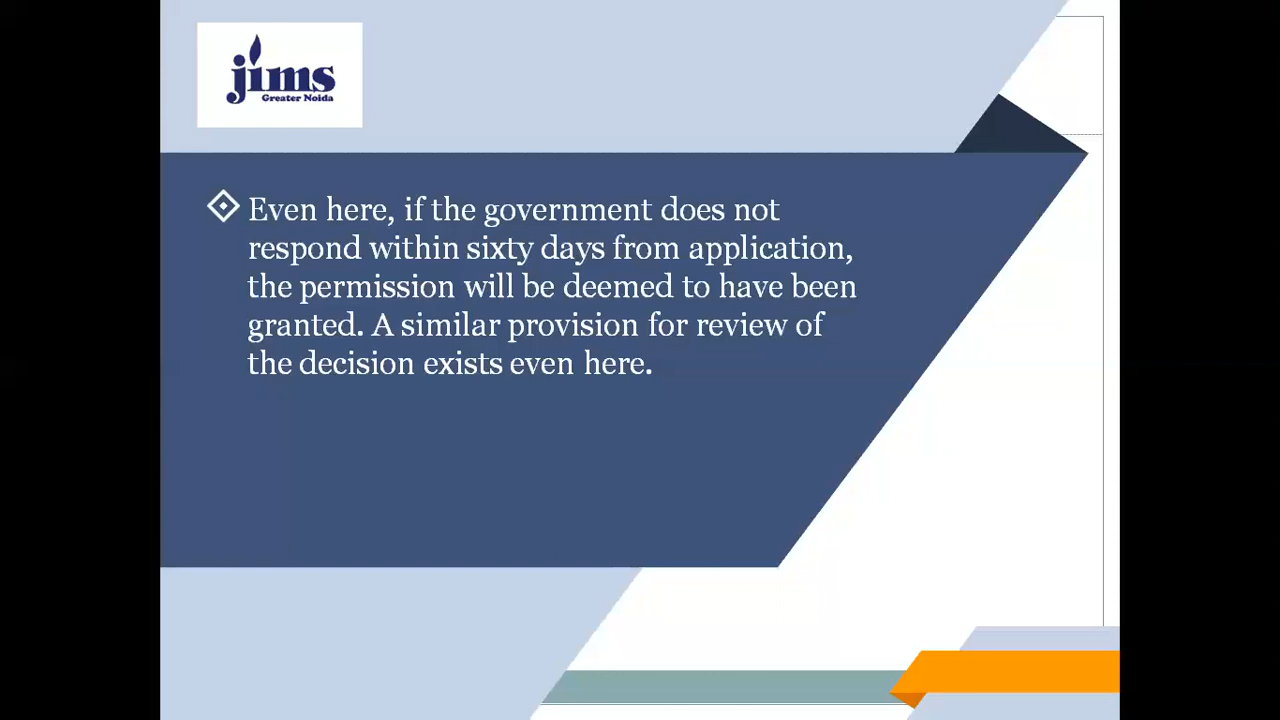 jims
Greater Noida
Even here, if the government does not
respond within sixty days from application,
the permission will be deemed to have been
granted. A similar provision for review of
the decision exists even here.